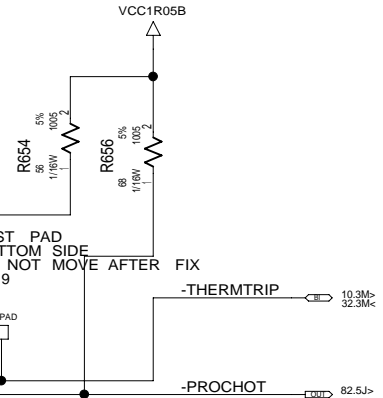 VCC1R05B
R654
56
5%
1/16W
1005
2
1
R656
68
5%
1/16W
1005
2
1
ST PAD
TTOM SIDE
NOT MOVE AFTER FIX
9
PAD
-THERMTRIP
BI
10.3M>
32.3M<
-PROCHOT
OUT
82.5J>